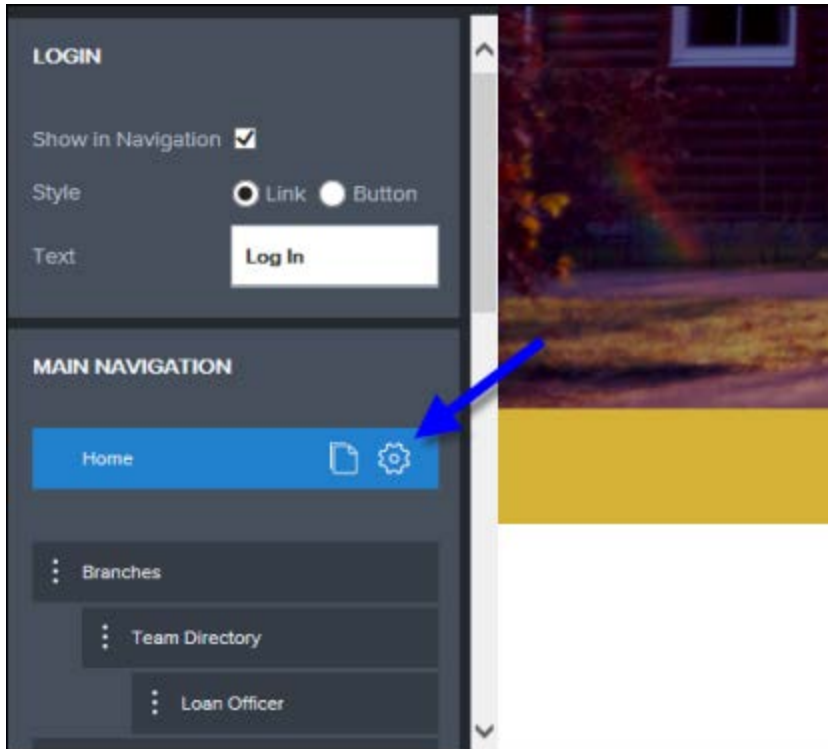 LOGIN
Show in Navigation
Style Link Button
Text Log In
MAIN NAVIGATION
Home
Branches
Team Directory
Loan Officer